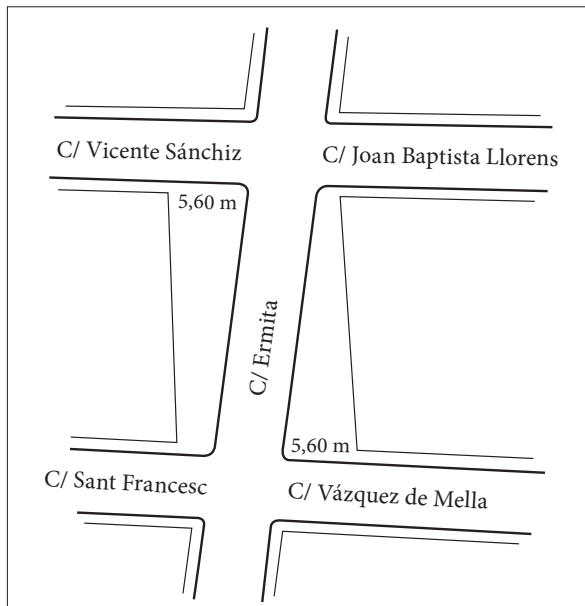 C/ Vicente Sánchiz
C/ Joan Baptista Llorens
5,60 m
C/ Ermita
5,60 m
C/ Sant Francesc
C/ Vázquez de Mella